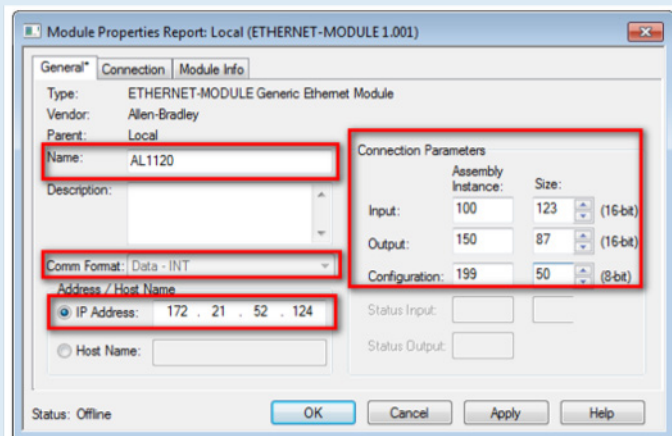 Module Properties Report: Local (ETHERNET-MODULE 1.001)
General* Connection Module Info
Type: ETHERNET-MODULE Generic Ethernet Module
Vendor: Allen-Bradley
Parent: Local
Name: AL1120
Description:
Comm Format: Data - INT
Address / Host Name
IP Address: 172 . 21 . 52 . 124
Host Name:
Connection Parameters
Assembly
Instance: Size:
Input: 100 123 (16-bit)
Output: 150 87 (16-bit)
Configuration: 199 50 (8-bit)
Status Input:
Status Output:
Status: Offline OK Cancel Apply Help